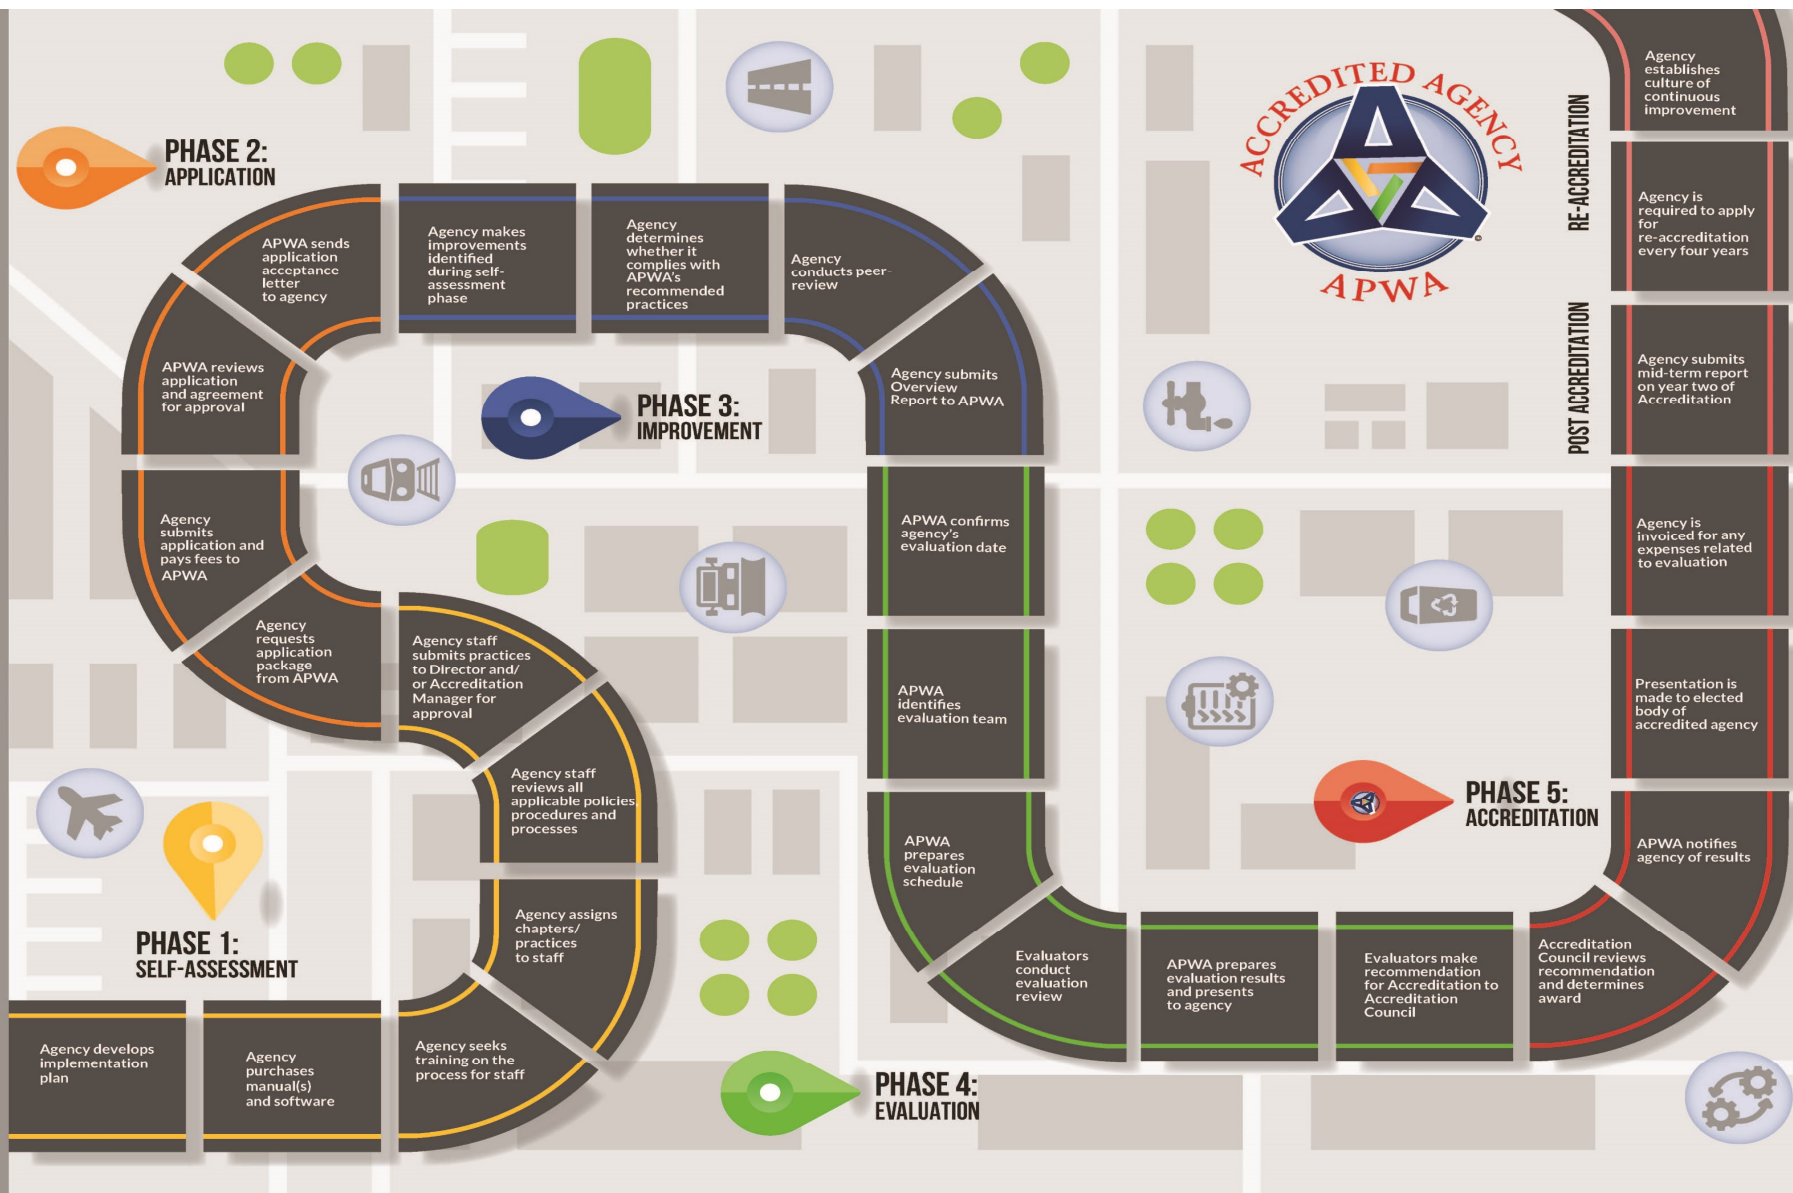 PHASE 1:
SELF-ASSESSMENT
Agency develops
implementation
plan
Agency
purchases
manual(s)
and software
Agency seeks
training on the
process for staff
Agency assigns
chapters/
practices
to staff
Agency staff
reviews all
applicable policies,
procedures and
processes
Agency staff
submits practices
to DIrector and/
or Accreditation
Manager for
approval
PHASE 2:
APPLICATION
Agency
requests
application
package
from APWA
Agency
submits
application and
pays fees to
APWA
APWA reviews
application
and agreement
for approval
APWA sends
application
acceptance
letter
to agency
PHASE 3:
IMPROVEMENT
Agency makes
improvements
identified
during self-
assessment
phase
Agency
determines
whether it
complies with
APWA's
recommended
practices
Agency
conducts peer-
review
Agency submits
Overview
Report to APWA
PHASE 4:
EVALUATION
APWA confirms
agency's
evaluation date
APWA
identifies
evaluation team
APWA
prepares
evaluation
schedule
Evaluators
conduct
evaluation
review
APWA prepares
evaluation results
and presents
to agency
Evaluators make
recommendation
for Accreditation to
Accreditation
Council
PHASE 5:
ACCREDITATION
Accreditation
Council reviews
recommendation
and determines
award
APWA notifies
agency of results
Presentation is
made to elected
body of
accredited agency
Agency is
invoiced for any
expenses related
to evaluation
POST ACCREDITATION
Agency submits
mid-term report
on year two of
Accreditation
RE-ACCREDITATION
Agency is
required to apply
for
re-accreditation
every four years
Agency
establishes
culture of
continuous
improvement
ACCREDITED AGENCY
APWA